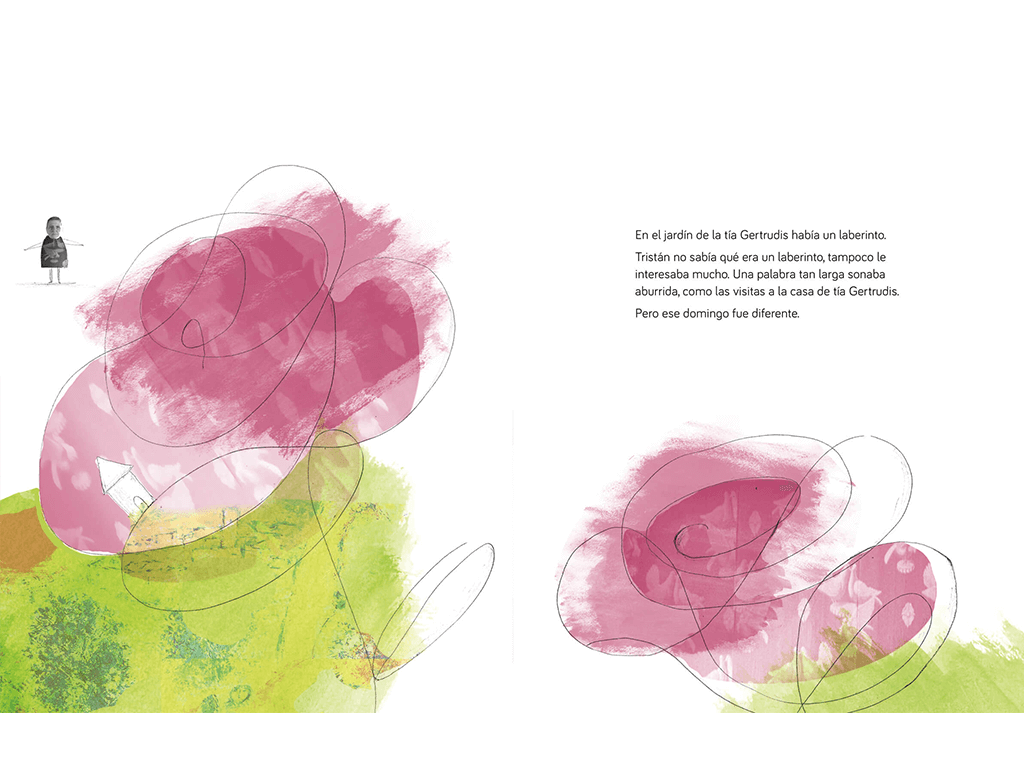 En el jardín de la tía Gertrudis había un laberinto.
Tristán no sabía qué era un laberinto, tampoco le
interesaba mucho. Una palabra tan larga sonaba
aburrida, como las visitas a la casa de tía Gertrudis.
Pero ese domingo fue diferente.